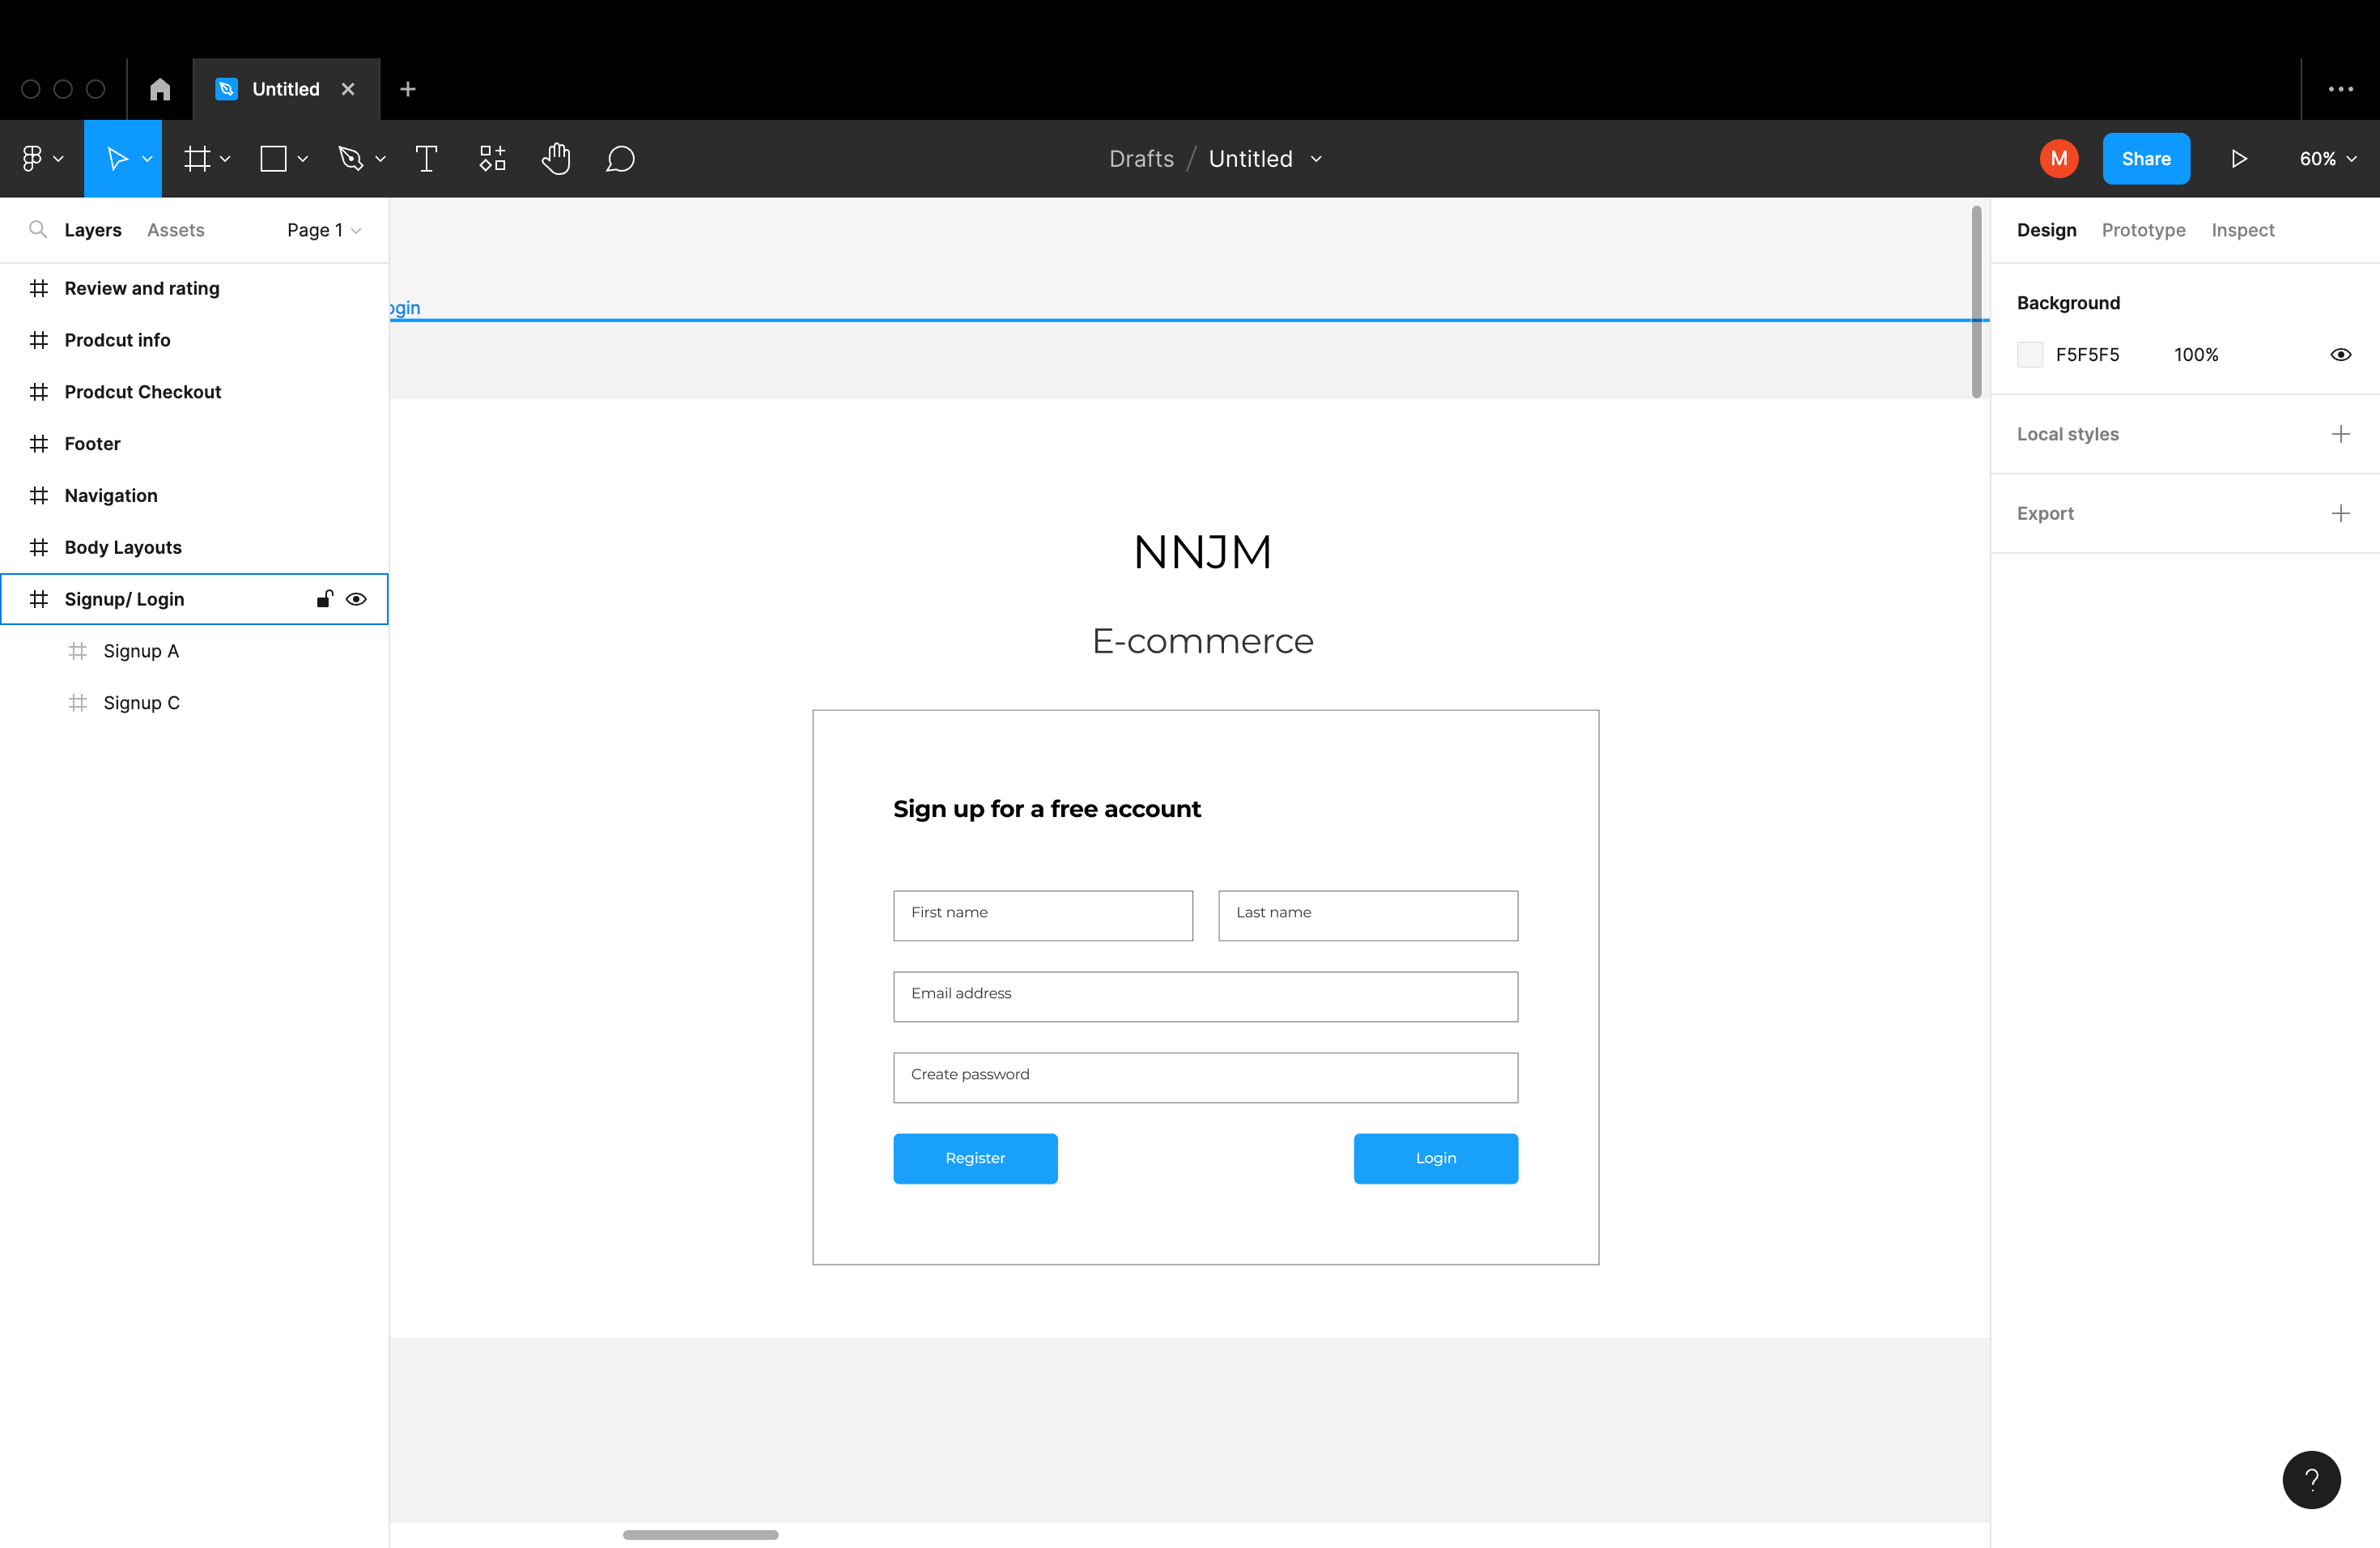 Untitled
Drafts / Untitled
M
Share
60%
Layers Assets Page 1
Review and rating
Prodcut info
Prodcut Checkout
Footer
Navigation
Body Layouts
Signup/ Login
Signup A
Signup C
ogin
NNJM
E-commerce
Sign up for a free account
First name Last name
Email address
Create password
Register Login
Design Prototype Inspect
Background
F5F5F5 100%
Local styles
Export
?